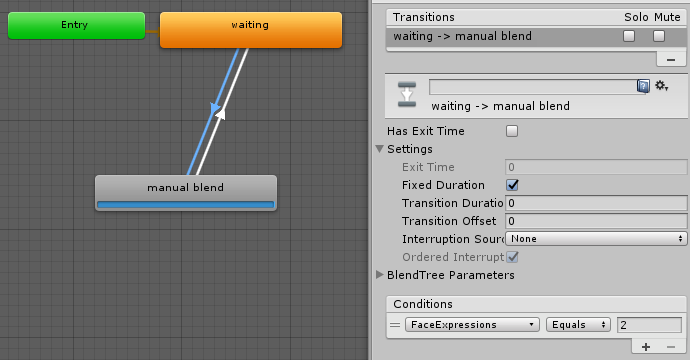 Entry
waiting
manual blend
Transitions Solo Mute
waiting -> manual blend
waiting -> manual blend
Has Exit Time
Settings
Exit Time 0
Fixed Duration
Transition Duratio 0
Transition Offset 0
Interruption Sour None
Ordered Interrupt
BlendTree Parameters
Conditions
FaceExpressions Equals 2